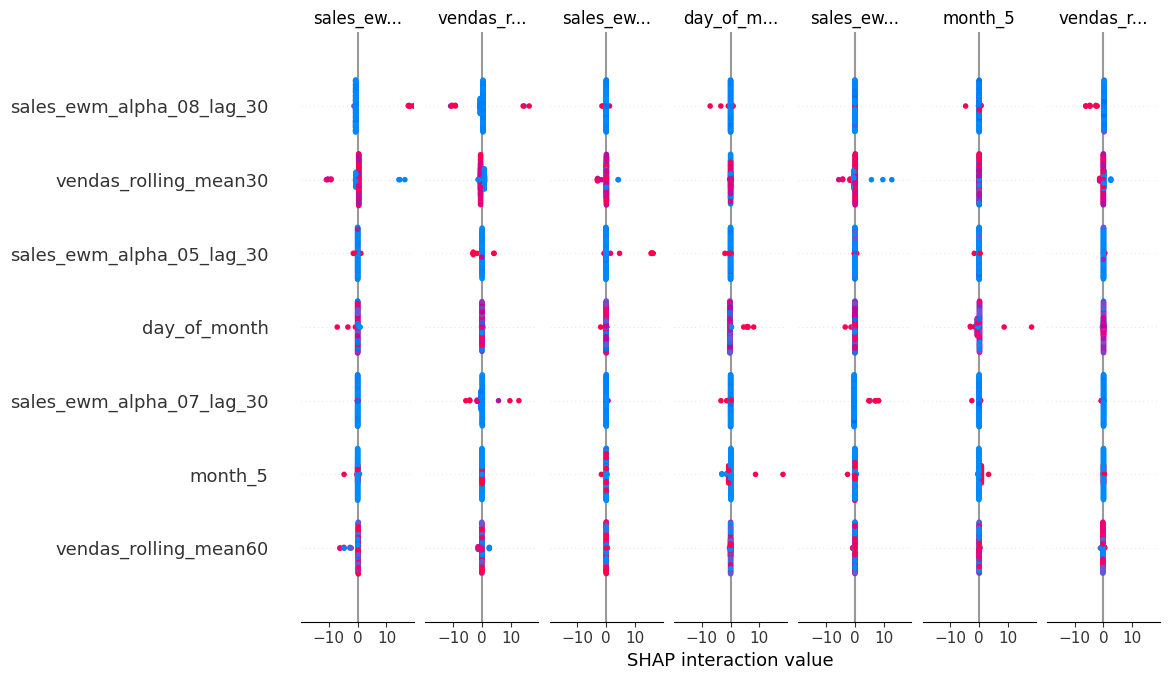 sales_ew... vendas_r... sales_ew... day_of_m... sales_ew... month_5 vendas_r...
sales_ewm_alpha_08_lag_30
vendas_rolling_mean30
sales_ewm_alpha_05_lag_30
day_of_month
sales_ewm_alpha_07_lag_30
month_5
vendas_rolling_mean60
−10 0 10 −10 0 10 −10 0 10 −10 0 10 −10 0 10 −10 0 10 −10 0 10
SHAP interaction value